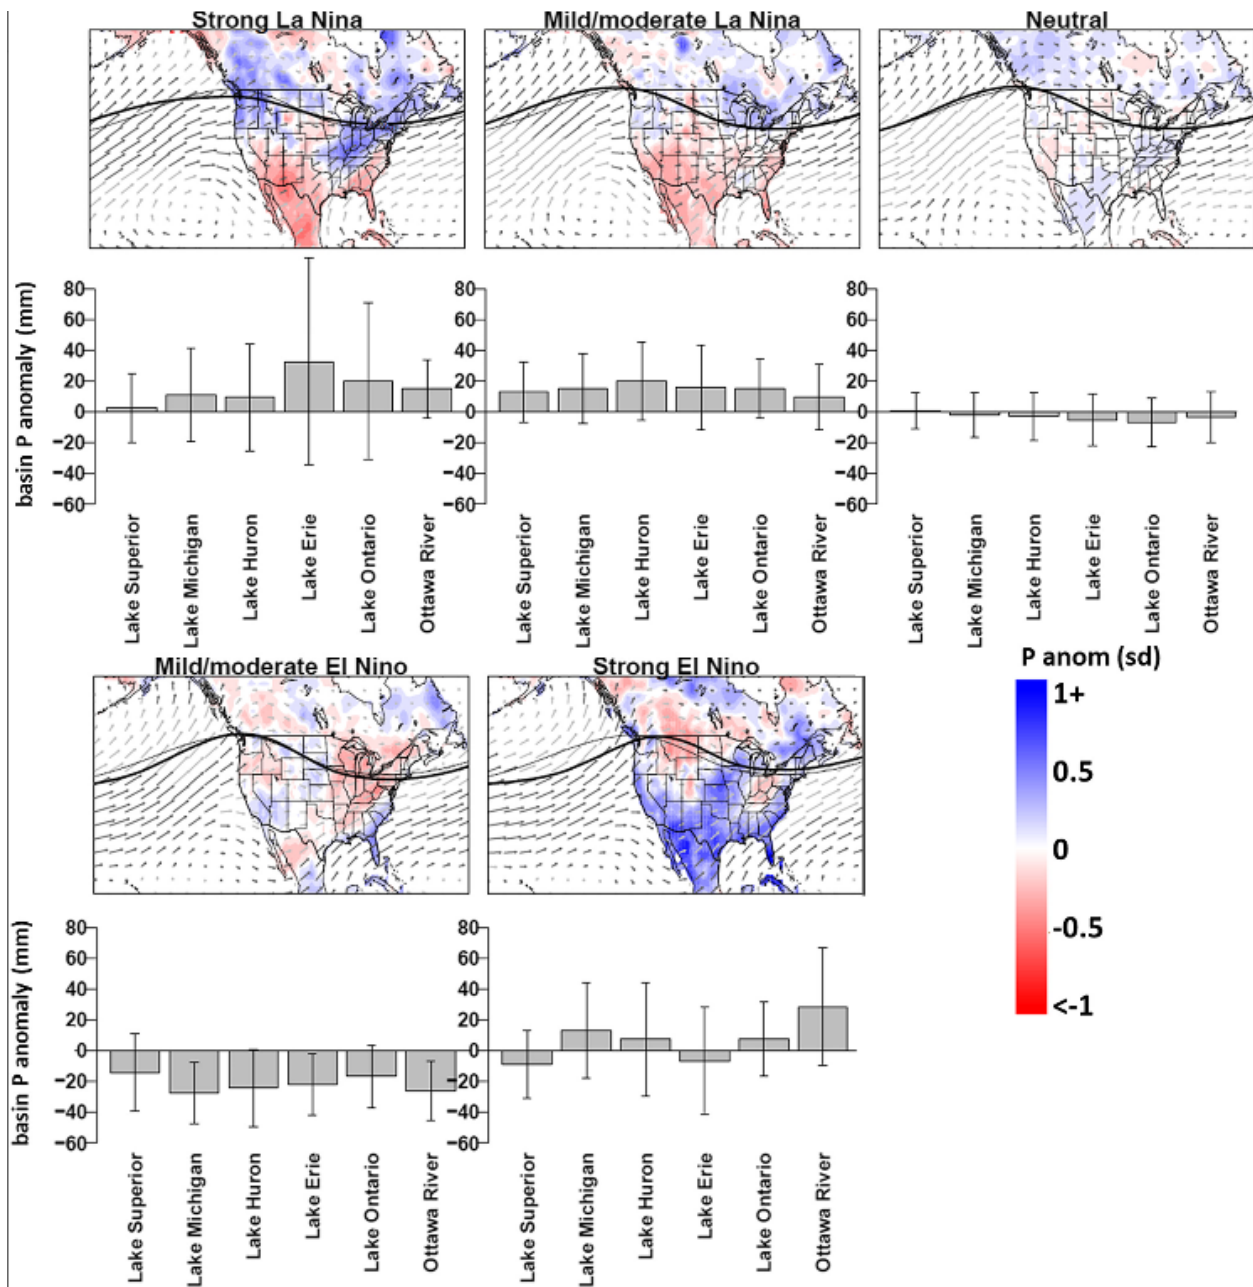 Strong La Nina
Mild/moderate La Nina
Neutral
basin P anomaly (mm)
80
60
40
20
0
−20
−40
−60
Lake Superior
Lake Michigan
Lake Huron
Lake Erie
Lake Ontario
Ottawa River
80
60
40
20
0
−20
−40
−60
Lake Superior
Lake Michigan
Lake Huron
Lake Erie
Lake Ontario
Ottawa River
80
60
40
20
0
−20
−40
−60
Lake Superior
Lake Michigan
Lake Huron
Lake Erie
Lake Ontario
Ottawa River
Mild/moderate El Nino
Strong El Nino
P anom (sd)
1+
0.5
0
-0.5
<-1
basin P anomaly (mm)
80
60
40
20
0
−20
−40
−60
Lake Superior
Lake Michigan
Lake Huron
Lake Erie
Lake Ontario
Ottawa River
80
60
40
20
0
−20
−40
−60
Lake Superior
Lake Michigan
Lake Huron
Lake Erie
Lake Ontario
Ottawa River